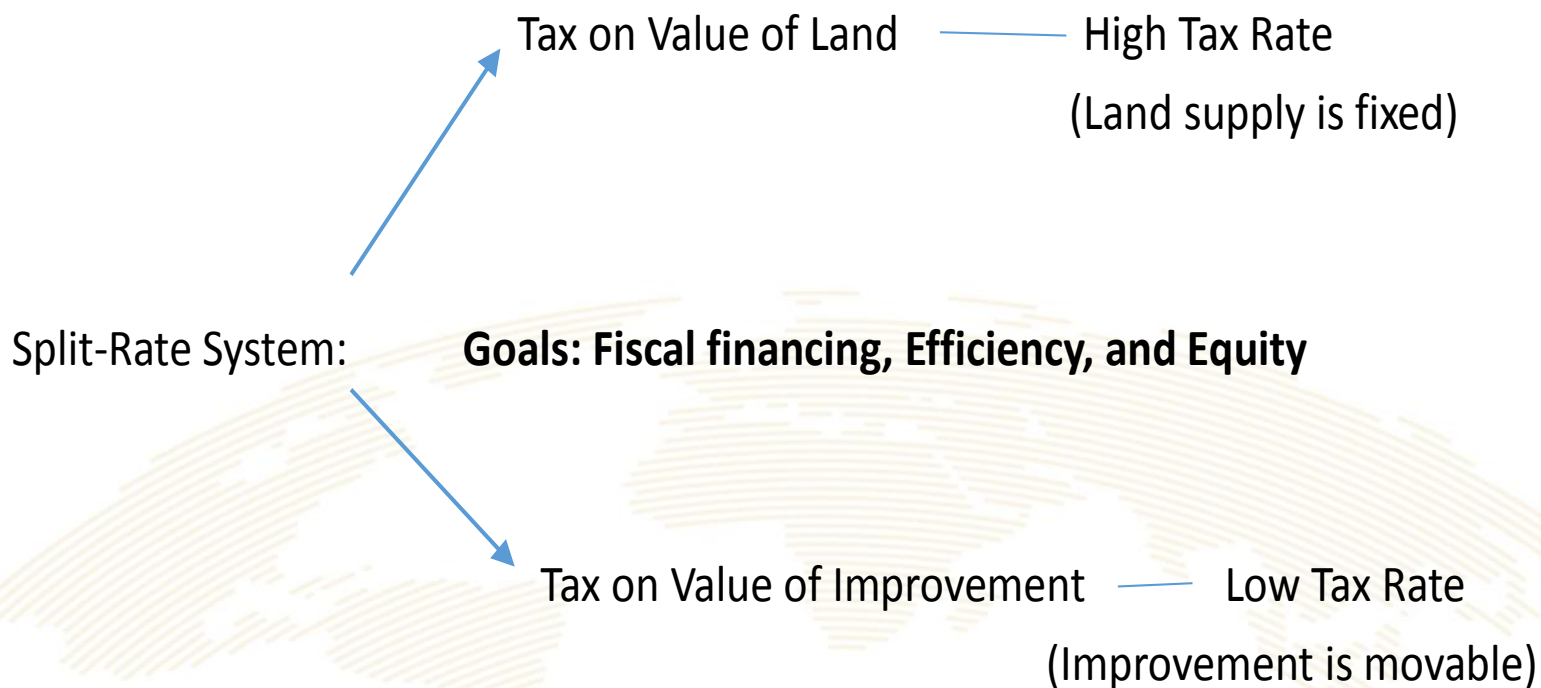 Tax on Value of Land High Tax Rate
(Land supply is fixed)
Split-Rate System: Goals: Fiscal financing, Efficiency, and Equity
Tax on Value of Improvement Low Tax Rate
(Improvement is movable)